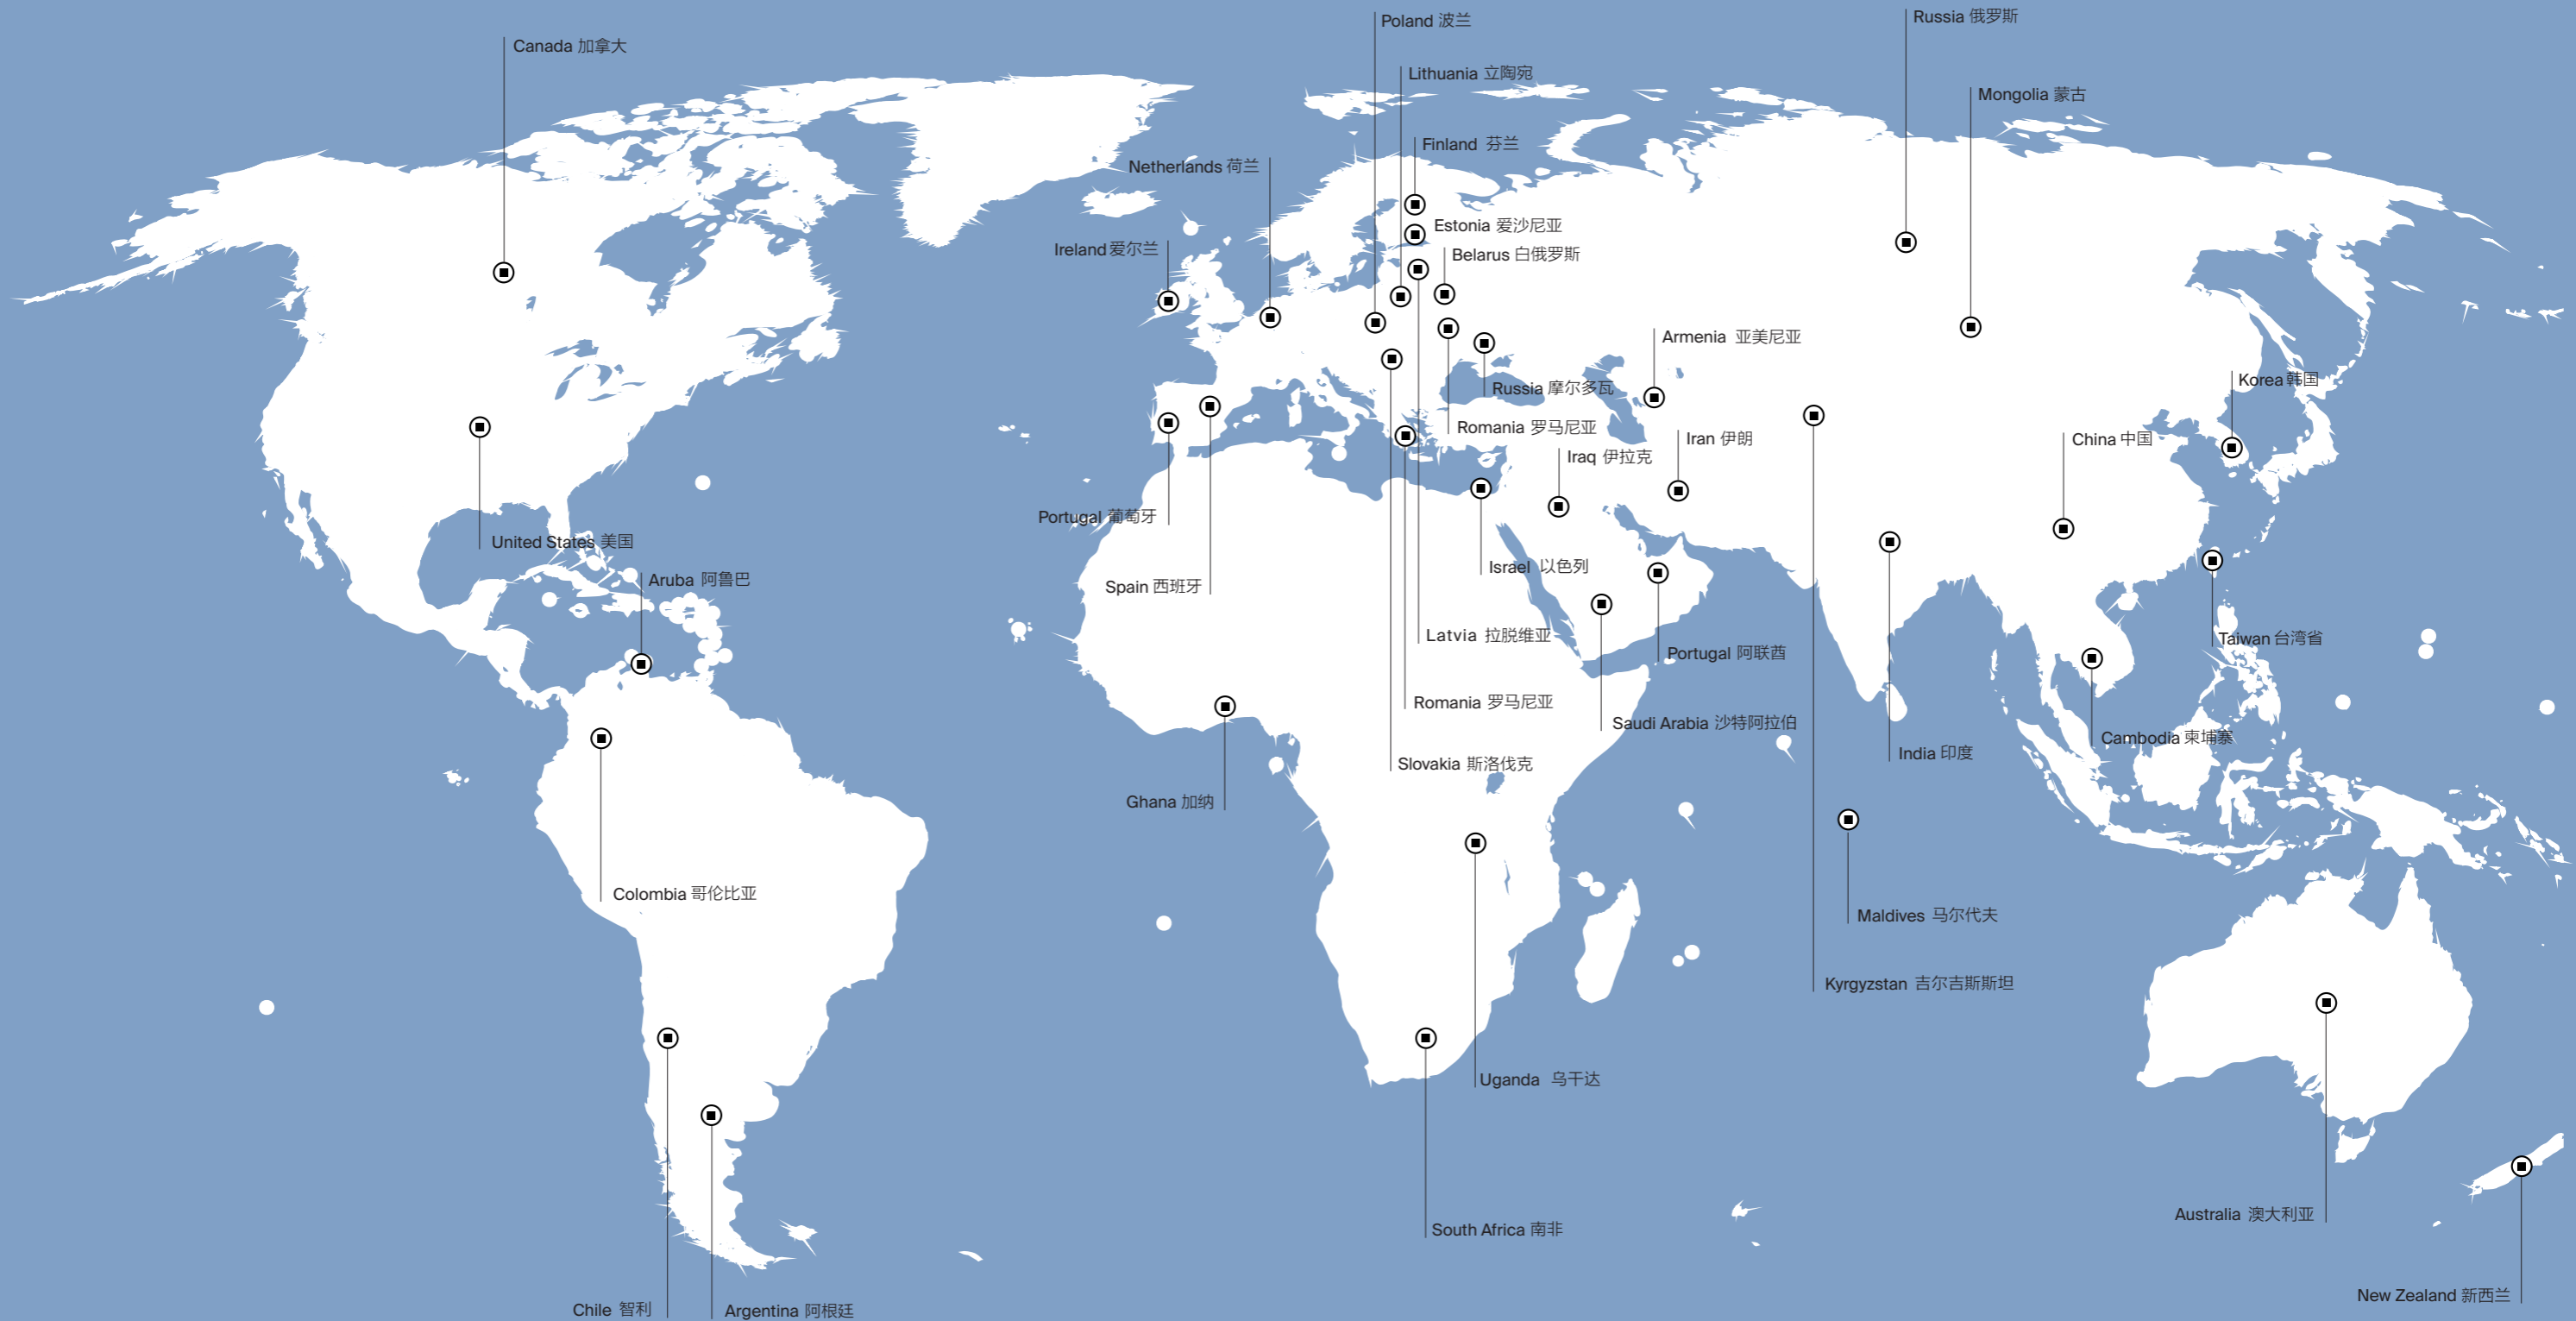 Russia 俄罗斯
Poland 波兰
Canada 加拿大
Lithuania 立陶宛
Mongolia 蒙古
Finland 芬兰
Netherlands 荷兰
Estonia 爱沙尼亚
Ireland 爱尔兰
Belarus 白俄罗斯
Armenia 亚美尼亚
Korea 韩国
Russia 摩尔多瓦
Romania 罗马尼亚
Iran 伊朗
China 中国
Iraq 伊拉克
Portugal 葡萄牙
United States 美国
Israel 以色列
Aruba 阿鲁巴
Spain 西班牙
Latvia 拉脱维亚
Taiwan 台湾省
Portugal 阿联酋
Romania 罗马尼亚
Saudi Arabia 沙特阿拉伯
Cambodia 柬埔寨
India 印度
Slovakia 斯洛伐克
Ghana 加纳
Colombia 哥伦比亚
Maldives 马尔代夫
Kyrgyzstan 吉尔吉斯斯坦
Uganda 乌干达
Australia 澳大利亚
South Africa 南非
New Zealand 新西兰
Chile 智利
Argentina 阿根廷